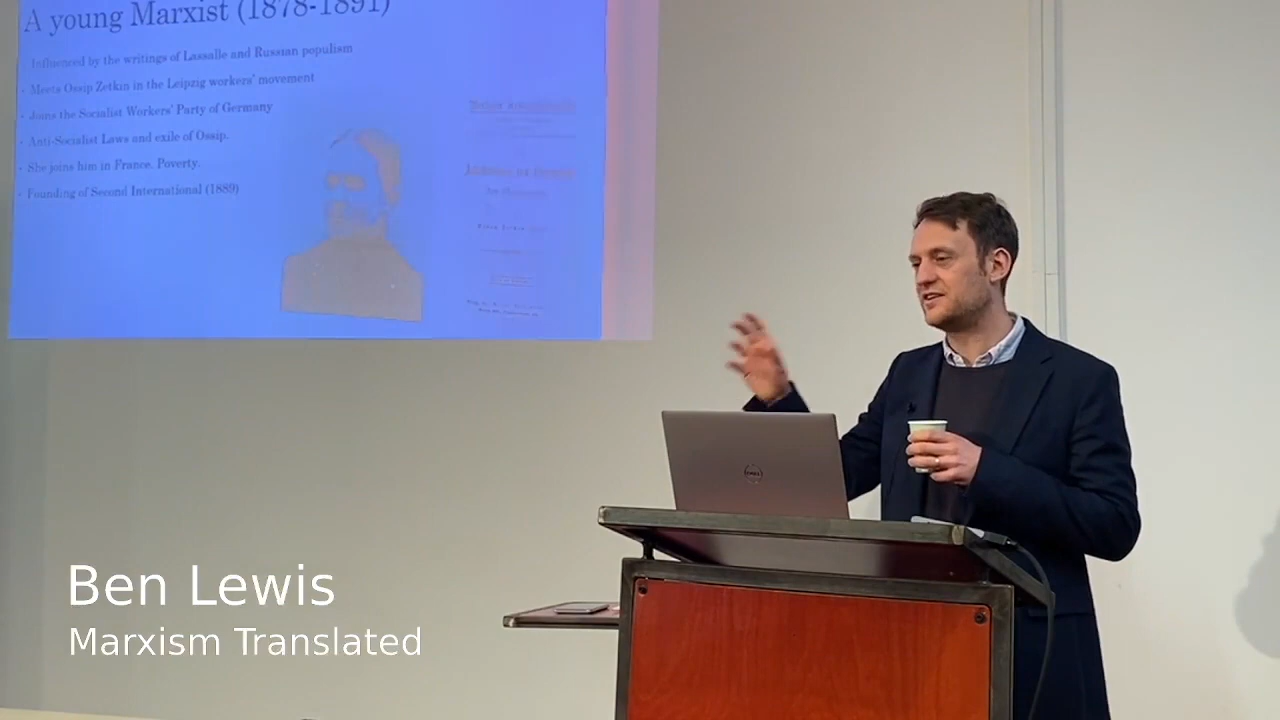 A young Marxist (1878-1891)
Influenced by the writings of Lassalle and Russian populism
Meets Ossip Zetkin in the Leipzig workers' movement
Joins the Socialist Workers' Party of Germany
Anti-Socialist Laws and exile of Ossip.
She joins him in France. Poverty.
Founding of Second International (1889)
DELL
Ben Lewis
Marxism Translated